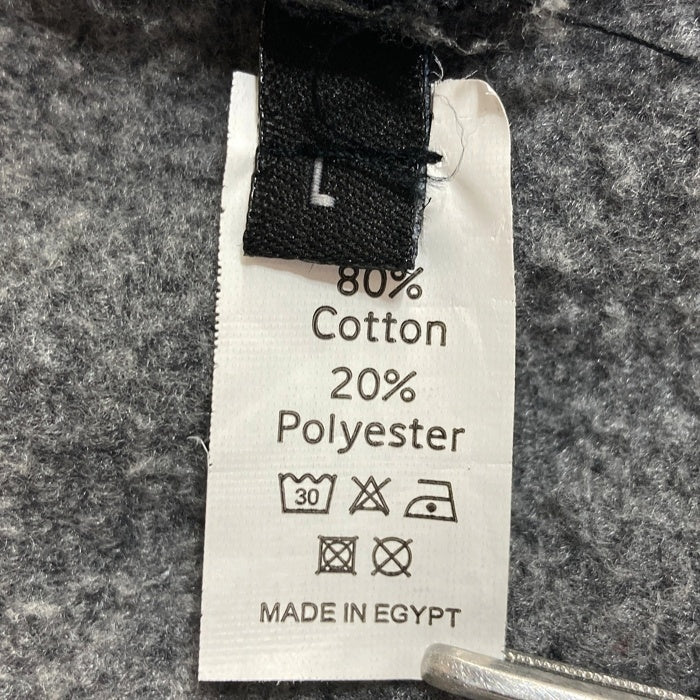 L
80%
Cotton
20%
Polyester
30
MADE IN EGYPT